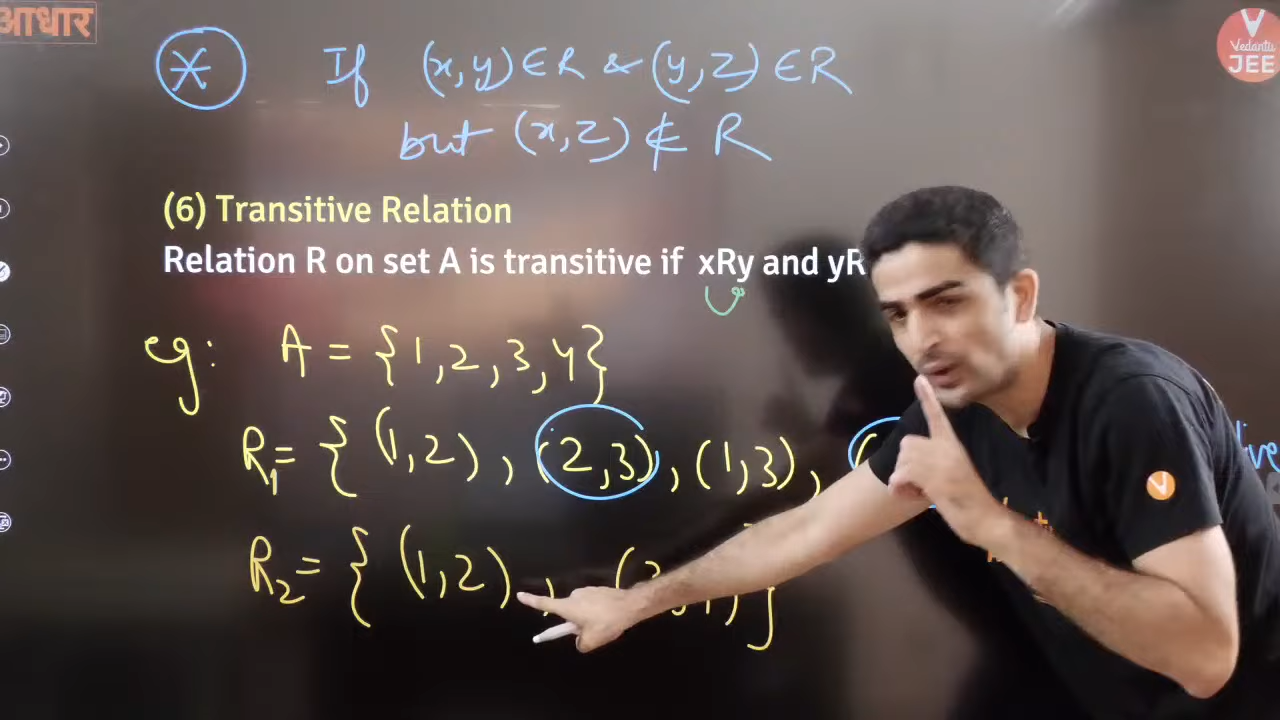 आधार
Vedantu
JEE
If (x,y) ∈ R & (y,z) ∈ R
but (x,z) ∉ R
(6) Transitive Relation
Relation R on set A is transitive if xRy and yR
eg: A = {1,2,3,4}
R₁= { (1,2) , (2,3) , (1,3) ,
R₂= { (1,2) ,